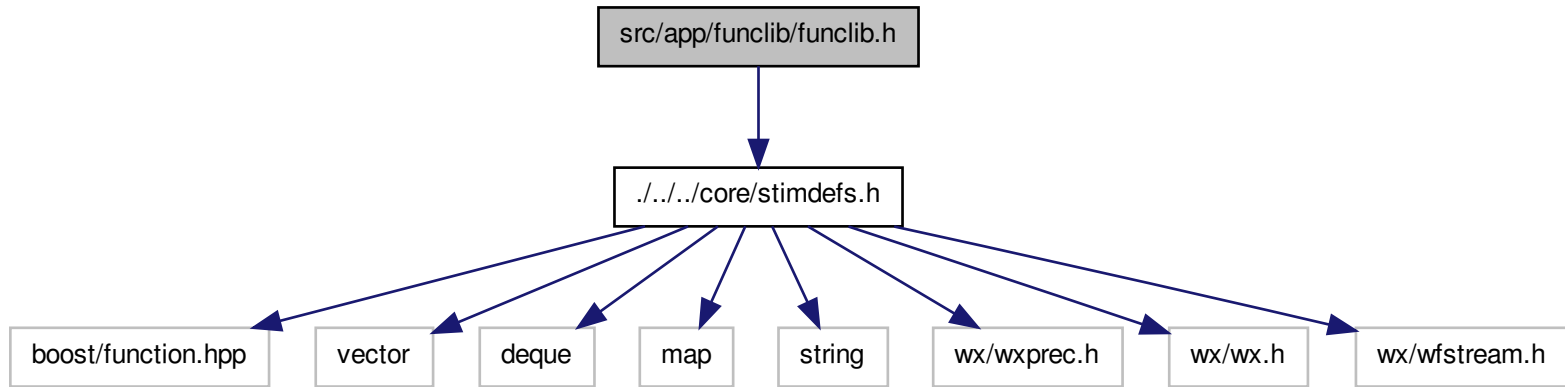 src/app/funclib/funclib.h
./../../core/stimdefs.h
boost/function.hpp
vector
deque
map
string
wx/wxprec.h
wx/wx.h
wx/wfstream.h